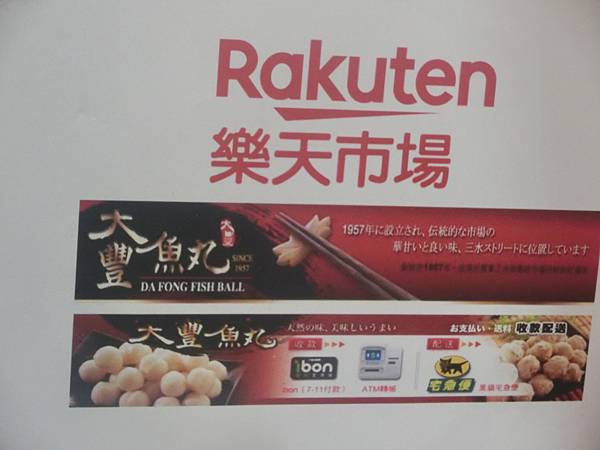 Rakuten
樂天市場
大豐魚丸
SINCE
1957
DA FONG FISH BALL
1957年に設立され、伝統的な市場の
華甘いと良い味、三水ストリートに位置しています
大豐魚丸
天然の味、美味しいうまい
お支払い・送料 收款配送
收款
配送
ibon
ibon（7-11付款）
ATM轉帳
宅急便
黑貓宅急便